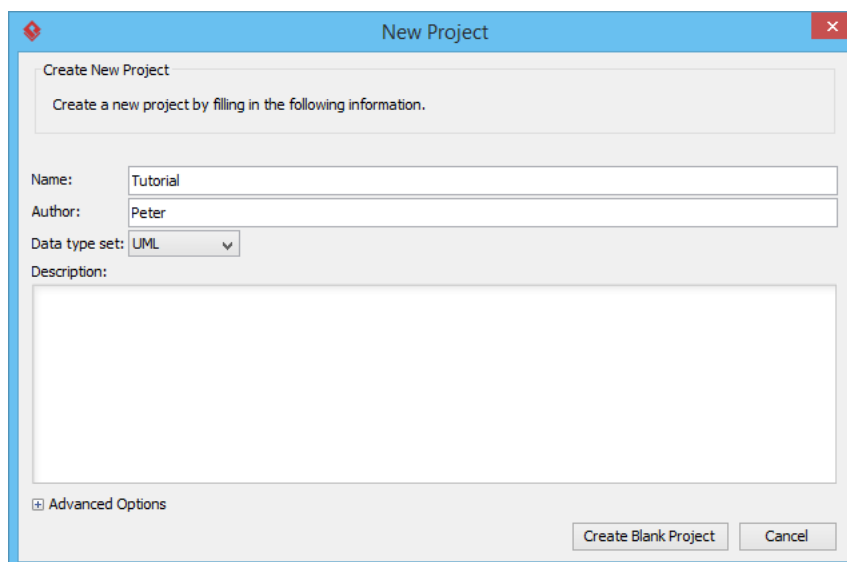 New Project
Create New Project
Create a new project by filling in the following information.
Name: Tutorial
Author: Peter
Data type set: UML
Description:
Advanced Options
Create Blank Project Cancel